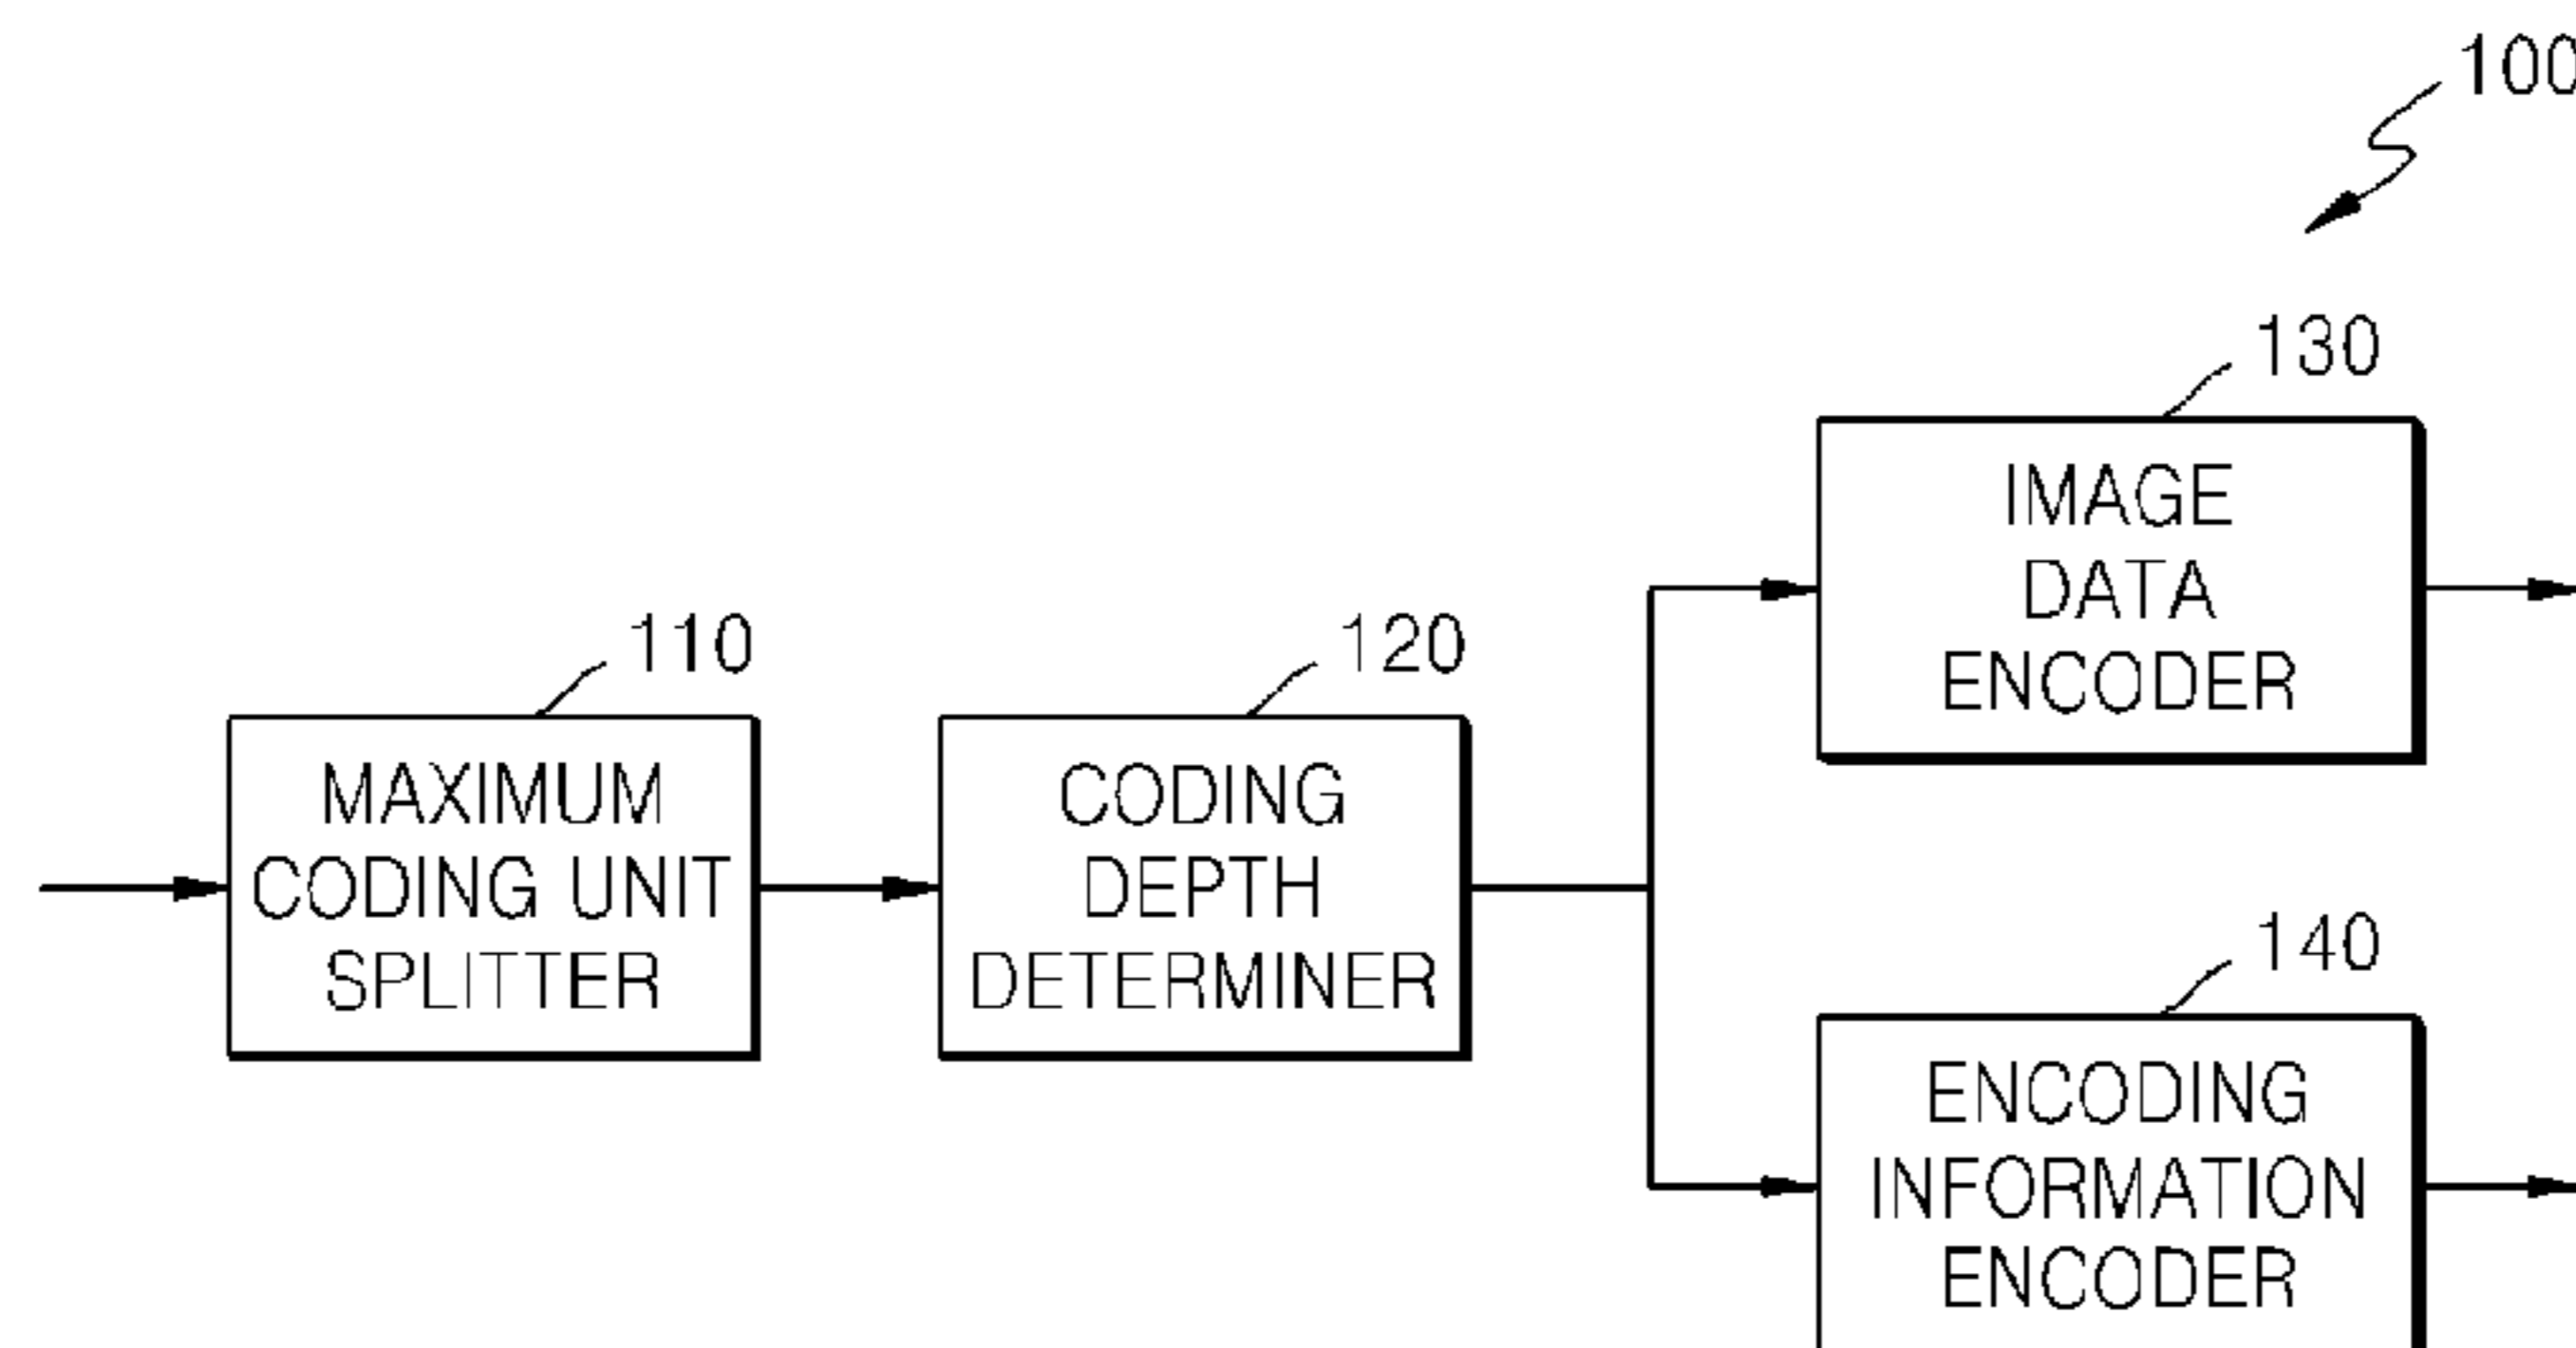 100
130
IMAGE
DATA
ENCODER
110
MAXIMUM
CODING UNIT
SPLITTER
120
CODING
DEPTH
DETERMINER
140
ENCODING
INFORMATION
ENCODER